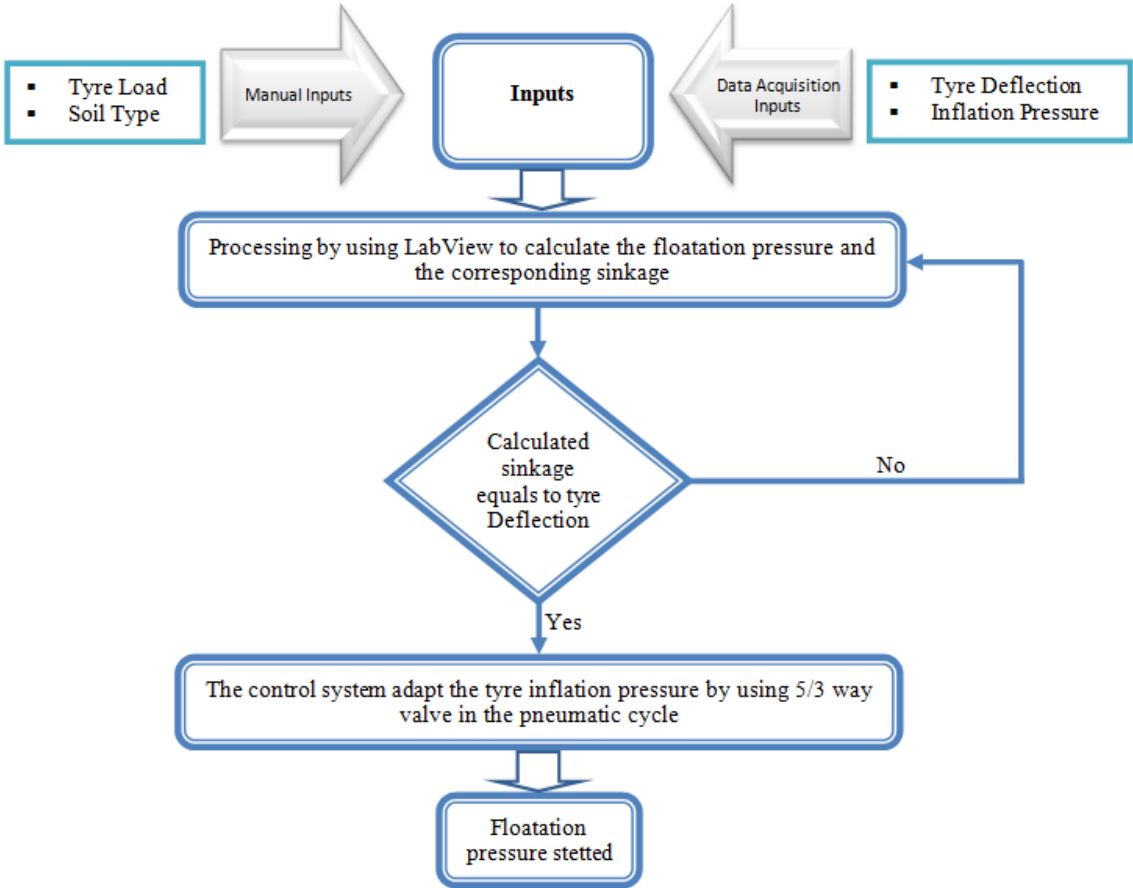 Tyre Load
Soil Type
Manual Inputs
Inputs
Data Acquisition
Inputs
Tyre Deflection
Inflation Pressure
Processing by using LabView to calculate the floatation pressure and
the corresponding sinkage
Calculated
sinkage
equals to tyre
Deflection
No
Yes
The control system adapt the tyre inflation pressure by using 5/3 way
valve in the pneumatic cycle
Floatation
pressure stetted